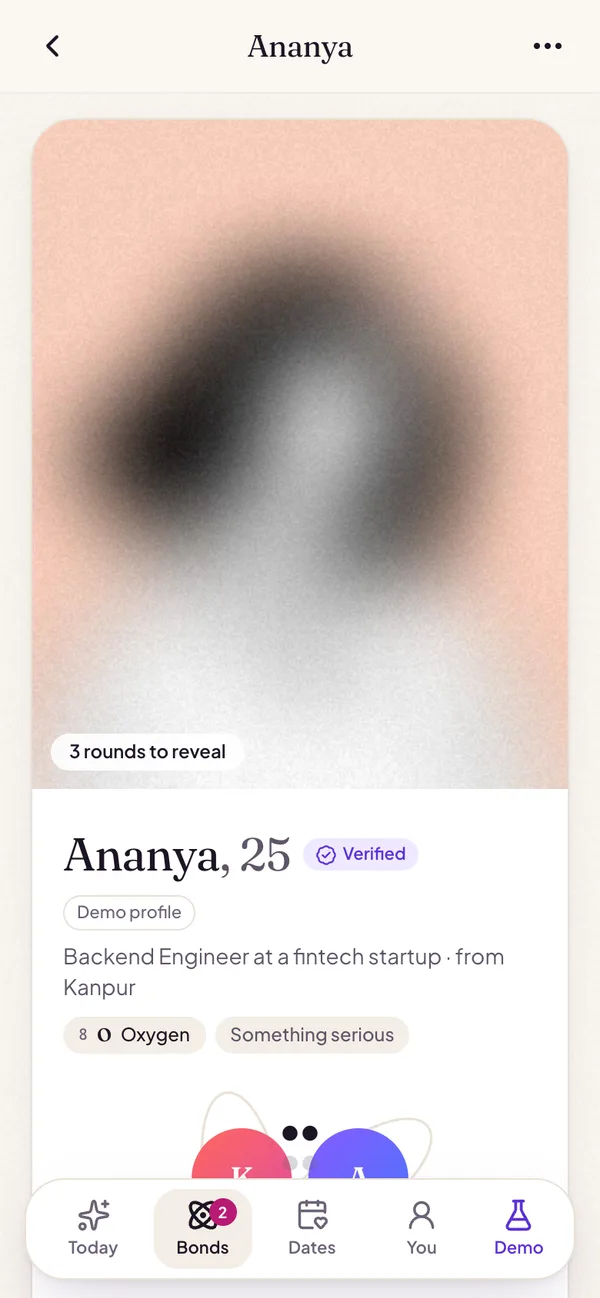 Ananya
3 rounds to reveal
Ananya, 25
Verified
Demo profile
Backend Engineer at a fintech startup · from
Kanpur
8 O Oxygen
Something serious
K
A
2
Today
Bonds
Dates
You
Demo